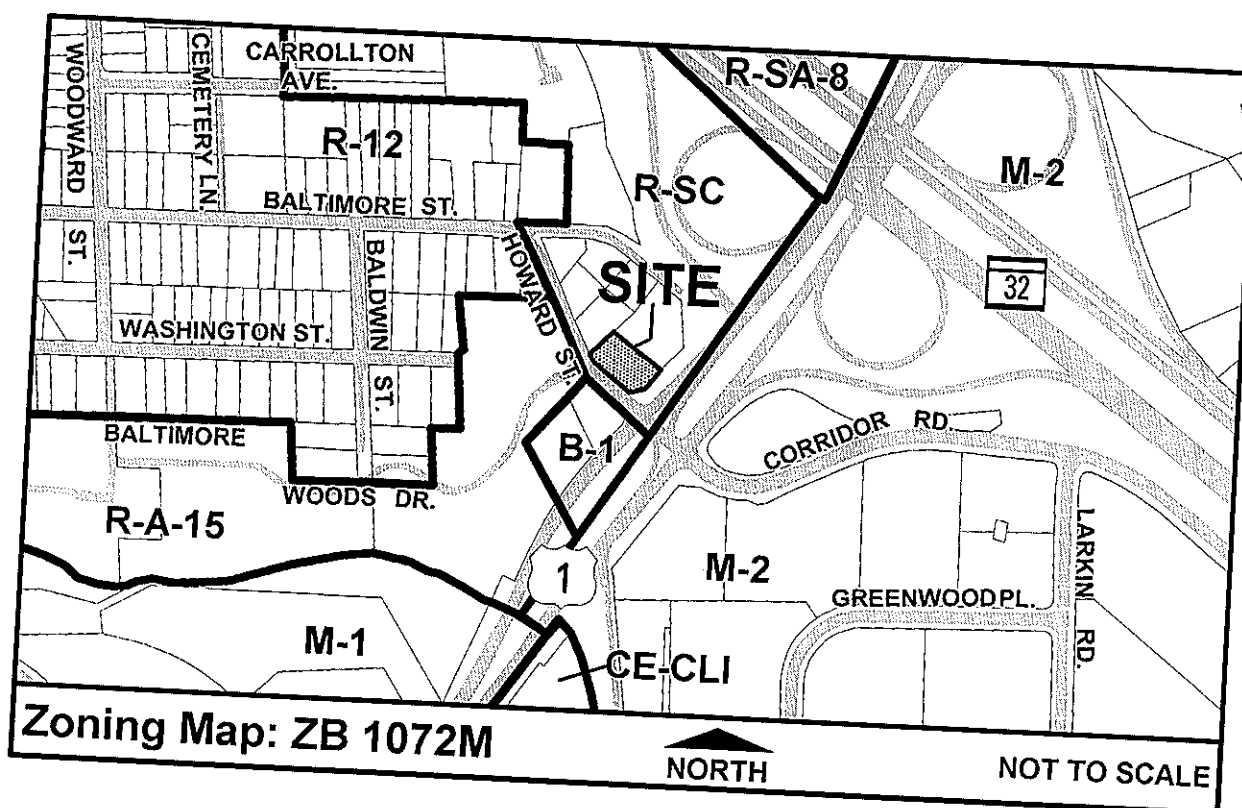 CARROLLTON
AVE.
WOODWARD
ST.
CEMETERY LN.
R-12
R-SA-8
M-2
R-SC
BALTIMORE ST.
HOWARD
ST.
SITE
32
BALDWIN
ST.
WASHINGTON ST.
BALTIMORE
WOODS DR.
B-1
CORRIDOR RD.
R-A-15
LARKIN
RD.
1
M-2
GREENWOOD PL.
M-1
CE-CLI
Zoning Map: ZB 1072M
NORTH
NOT TO SCALE